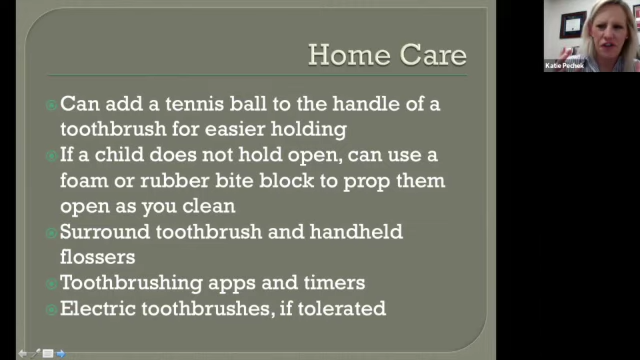 Home Care
Katie Pechek
Can add a tennis ball to the handle of a
toothbrush for easier holding
If a child does not hold open, can use a
foam or rubber bite block to prop them
open as you clean
Surround toothbrush and handheld
flossers
Toothbrushing apps and timers
Electric toothbrushes, if tolerated